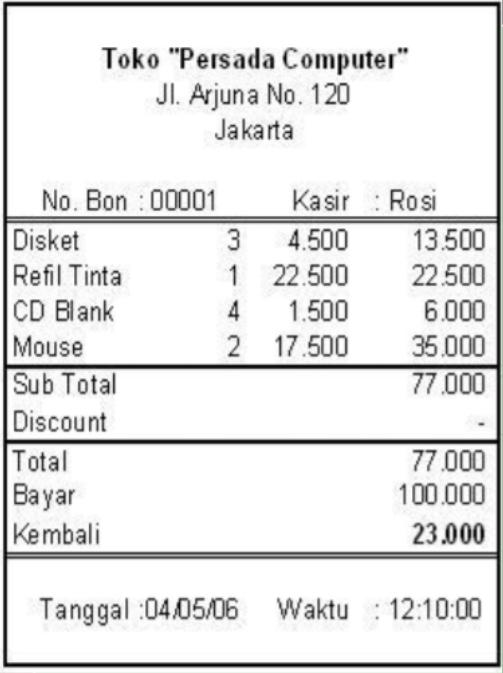 Toko "Persada Computer"
Jl. Arjuna No. 120
Jakarta
No. Bon : 00001 Kasir : Rosi
Disket 3 4.500 13.500
Refil Tinta 1 22.500 22.500
CD Blank 4 1.500 6.000
Mouse 2 17.500 35.000
Sub Total 77.000
Discount -
Total 77.000
Bayar 100.000
Kembali 23.000
Tanggal :04/05/06 Waktu : 12:10:00